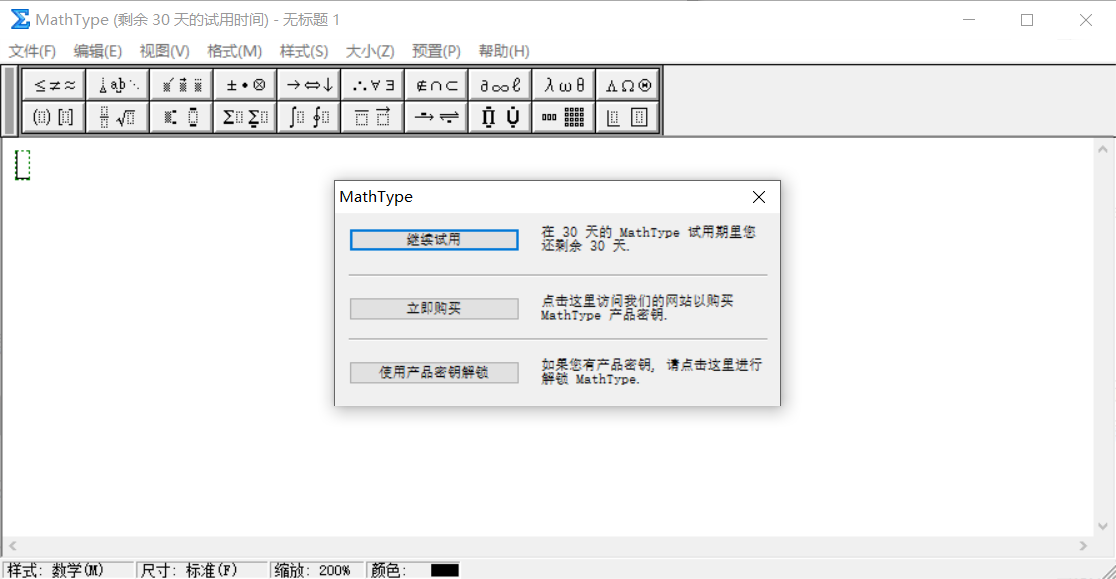 MathType (剩余 30 天的试用时间) - 无标题 1
文件(F) 编辑(E) 视图(V) 格式(M) 样式(S) 大小(Z) 预置(P) 帮助(H)
≤≠≈ ab ±•⊗ →⇔↓ ∴∀∃ ∉∩⊂ ∂∞ℓ λωθ ΛΩΘ
(▯) [▯] √▯ Σ▯ Σ▯ ∫▯ ∮▯ → ⇌ Π Ụ
MathType
继续试用
在 30 天的 MathType 试用期里您
还剩余 30 天.
立即购买
点击这里访问我们的网站以购买
MathType 产品密钥.
使用产品密钥解锁
如果您有产品密钥, 请点击这里进行
解锁 MathType.
样式: 数学(M) 尺寸: 标准(F) 缩放: 200% 颜色: